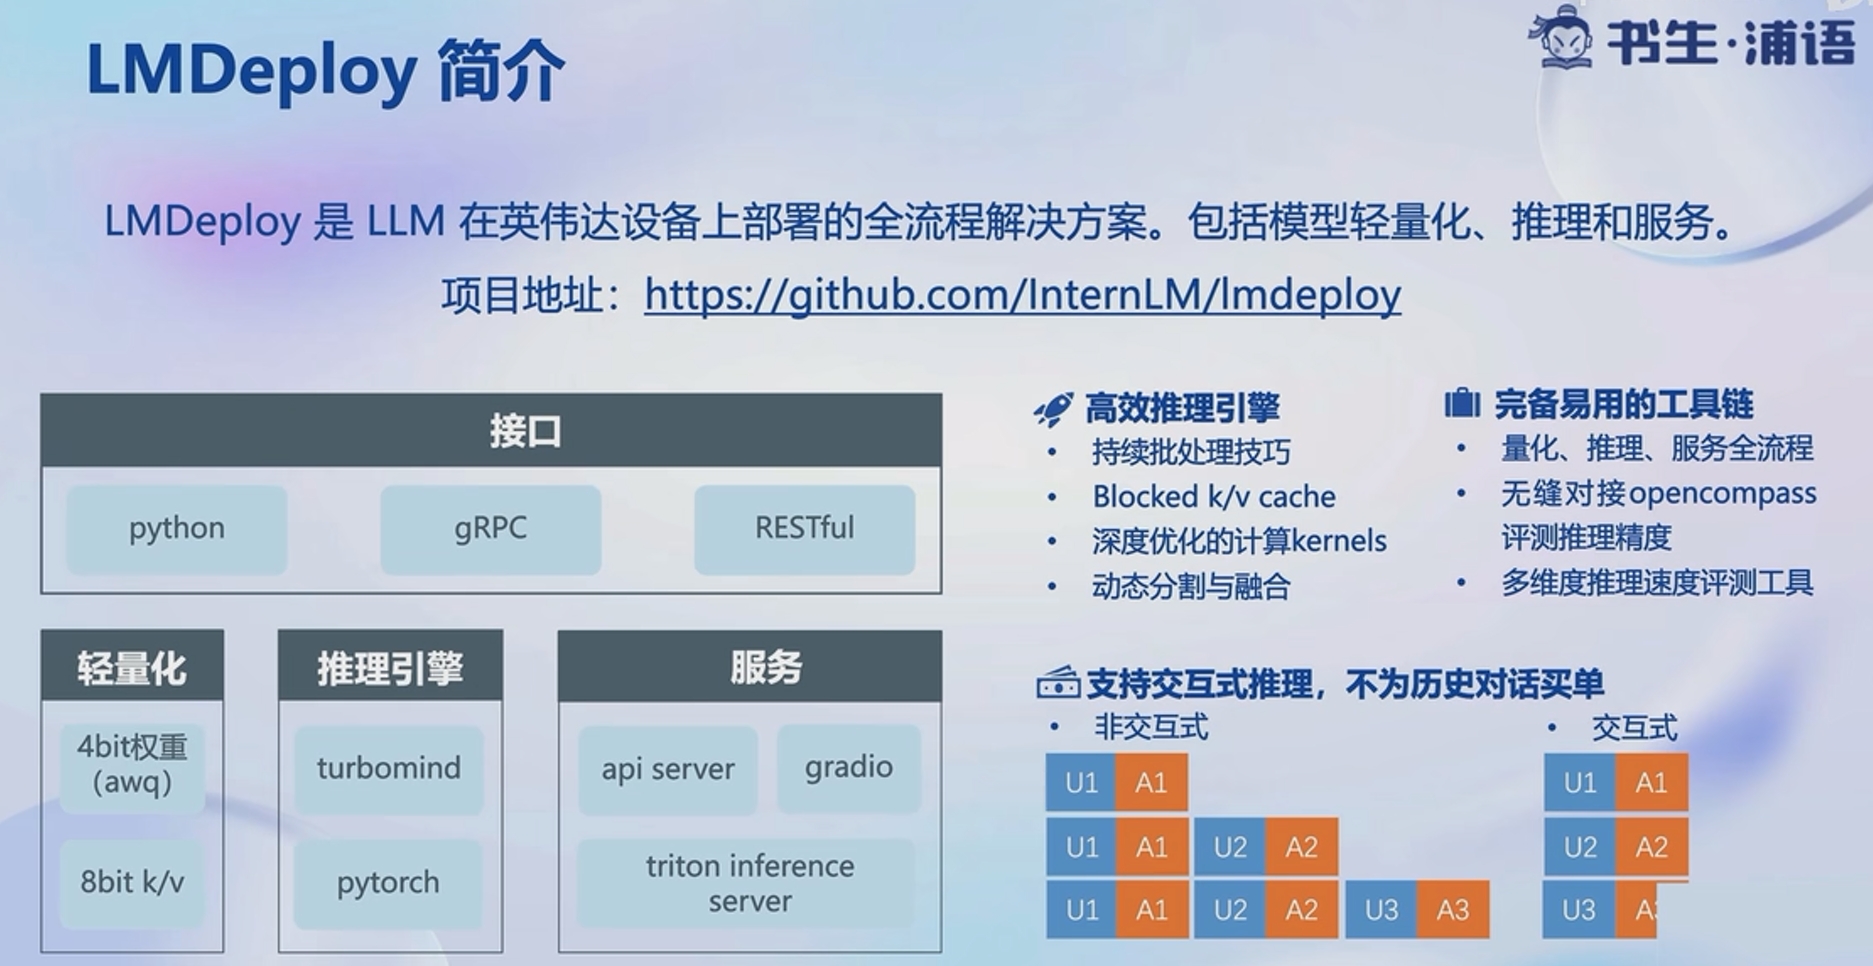 LMDeploy 简介
书生·浦语
LMDeploy 是 LLM 在英伟达设备上部署的全流程解决方案。包括模型轻量化、推理和服务。
项目地址：https://github.com/InternLM/lmdeploy
接口
python
gRPC
RESTful
轻量化
4bit权重
(awq)
8bit k/v
推理引擎
turbomind
pytorch
服务
api server
gradio
triton inference
server
高效推理引擎
• 持续批处理技巧
• Blocked k/v cache
• 深度优化的计算kernels
• 动态分割与融合
完备易用的工具链
• 量化、推理、服务全流程
• 无缝对接opencompass
评测推理精度
• 多维度推理速度评测工具
支持交互式推理，不为历史对话买单
• 非交互式
U1 A1
U1 A1 U2 A2
U1 A1 U2 A2 U3 A3
• 交互式
U1 A1
U2 A2
U3